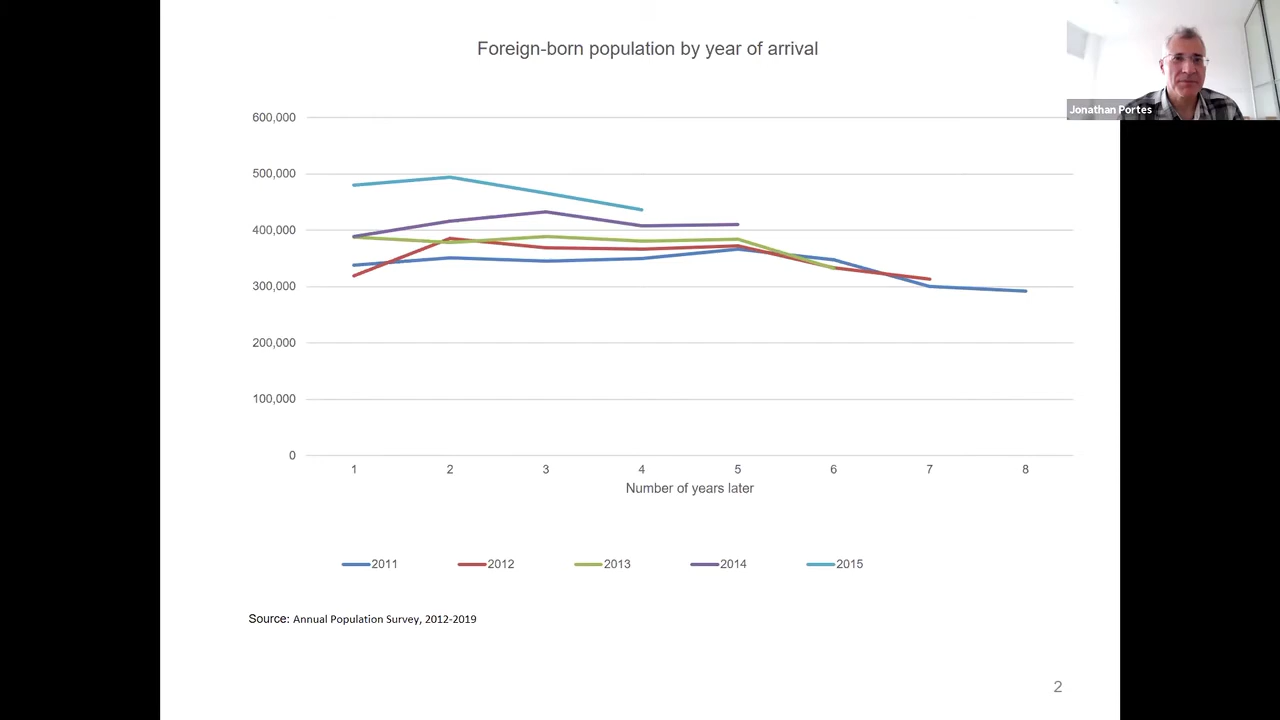 Foreign-born population by year of arrival
Jonathan Portes
600,000
500,000
400,000
300,000
200,000
100,000
0
1 2 3 4 5 6 7 8
Number of years later
2011 2012 2013 2014 2015
Source: Annual Population Survey, 2012-2019
2